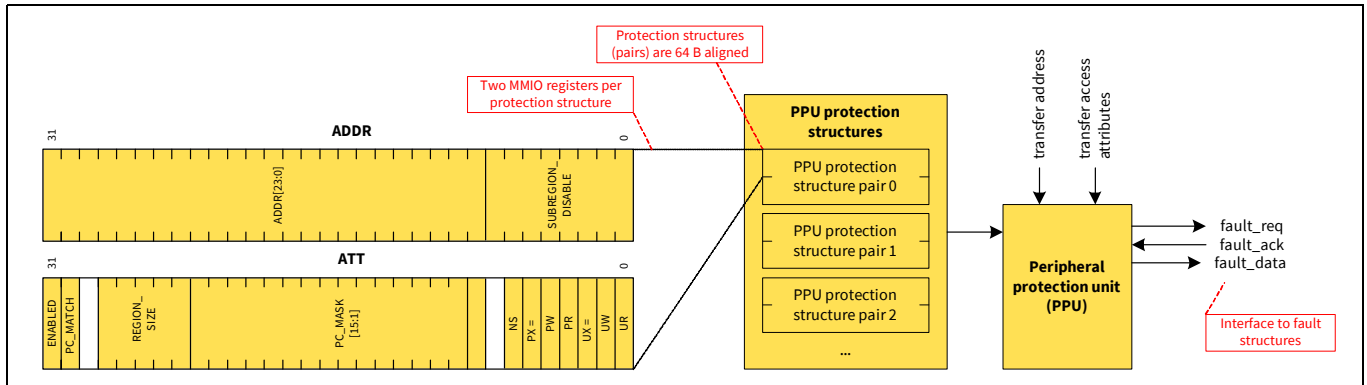 Protection structures
(pairs) are 64 B aligned
Two MMIO registers per
protection structure
31
ADDR
0
ADDR[23:0]
SUBREGION_
DISABLE
31
ATT
0
ENABLED
PC_MATCH
REGION_
SIZE
PC_MASK
[15:1]
NS
PX =
PW
PR
UX =
UW
UR
PPU protection
structures
PPU protection
structure pair 0
PPU protection
structure pair 1
PPU protection
structure pair 2
...
transfer address
transfer access
attributes
Peripheral
protection unit
(PPU)
fault_req
fault_ack
fault_data
Interface to fault
structures